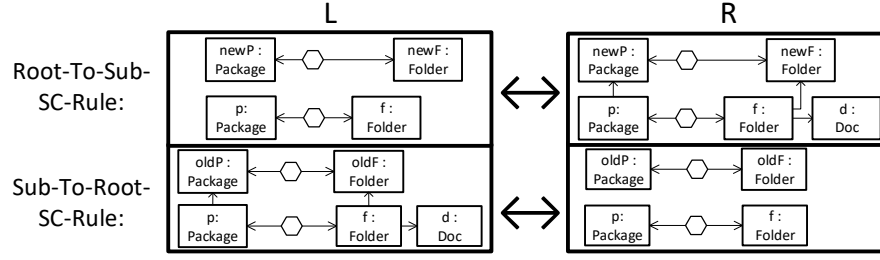 L
R
Root-To-Sub-
SC-Rule:
newP :
Package
newF :
Folder
p:
Package
f :
Folder
newP :
Package
newF :
Folder
p:
Package
f :
Folder
d :
Doc
Sub-To-Root-
SC-Rule:
oldP :
Package
oldF :
Folder
p:
Package
f :
Folder
d :
Doc
oldP :
Package
oldF :
Folder
p:
Package
f :
Folder